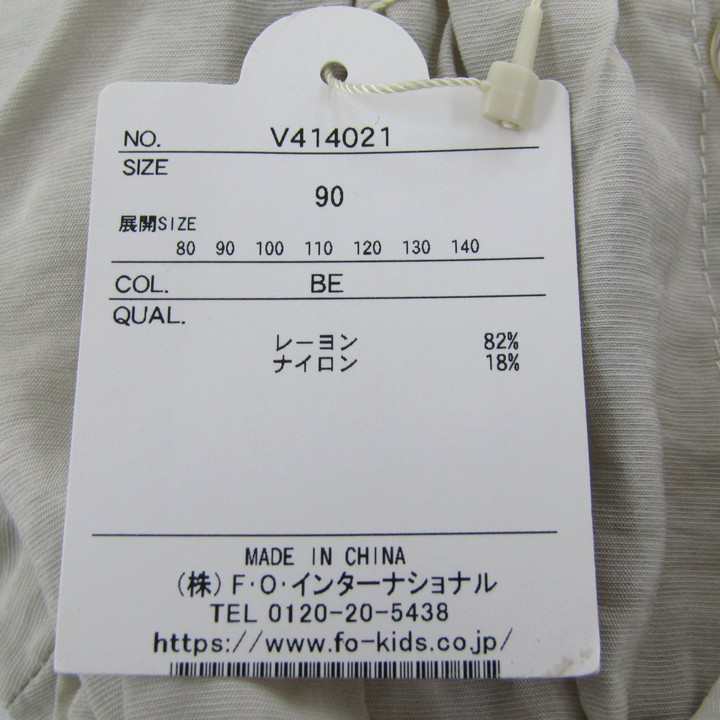 NO. V414021
SIZE
90
展開SIZE
80 90 100 110 120 130 140
COL. BE
QUAL.
レーヨン 82%
ナイロン 18%
MADE IN CHINA
(株)F・O・インターナショナル
TEL 0120-20-5438
https://www.fo-kids.co.jp/